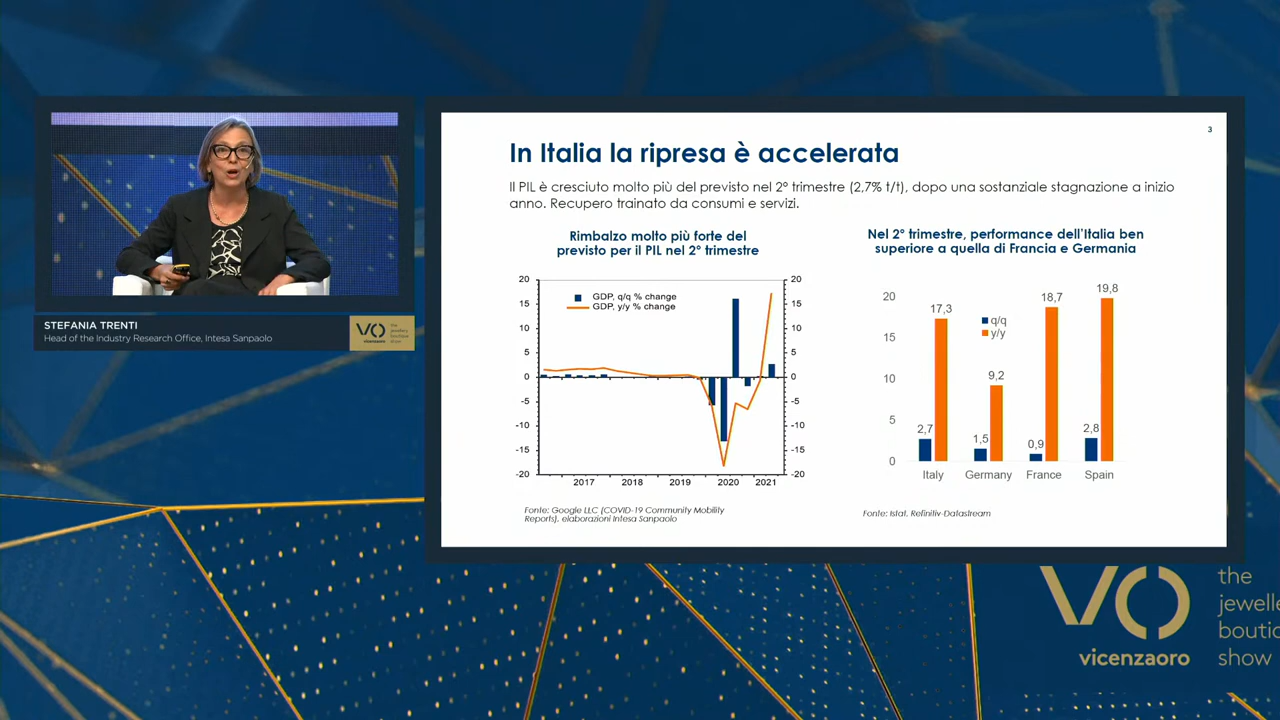 STEFANIA TRENTI
Head of the Industry Research Office, Intesa Sanpaolo
VO
vicenzaoro
3
In Italia la ripresa è accelerata
Il PIL è cresciuto molto più del previsto nel 2° trimestre (2,7% t/t), dopo una sostanziale stagnazione a inizio
anno. Recupero trainato da consumi e servizi.
Rimbalzo molto più forte del
previsto per il PIL nel 2° trimestre
20 20
GDP, q/q % change
GDP, y/y % change
15 15
10 10
5 5
0 0
-5 -5
-10 -10
-15 -15
-20 -20
2017 2018 2019 2020 2021
Fonte: Google LLC (COVID-19 Community Mobility
Reports), elaborazioni Intesa Sanpaolo
Nel 2° trimestre, performance dell'Italia ben
superiore a quella di Francia e Germania
20
15
10
5
0
q/q
y/y
2,7 17,3
1,5 9,2
0,9 18,7
2,8 19,8
Italy Germany France Spain
Fonte: Istat, Refinitiv-Datastream
VO
vicenzaoro
the
jewelle
boutic
show